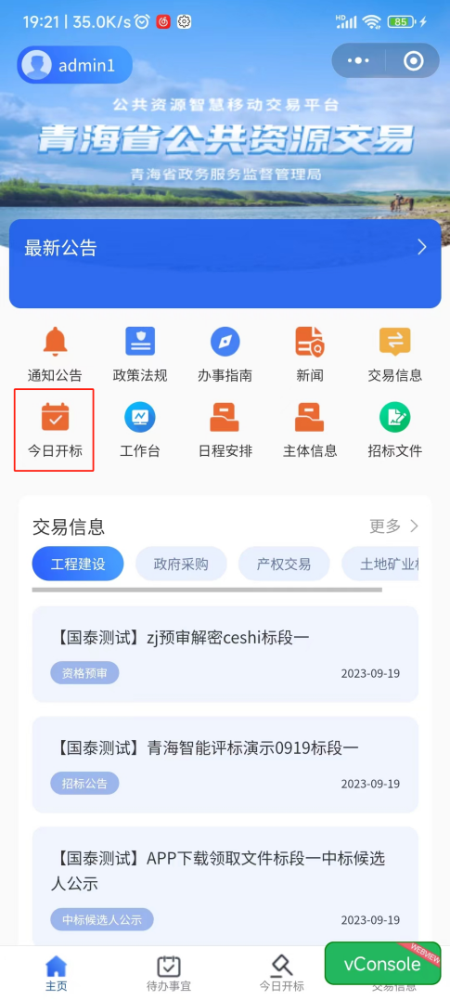 19:21 | 35.0K/s
HD
85
admin1
公共资源智慧移动交易平台
青海省公共资源交易
青海省政务服务监督管理局
最新公告
通知公告 政策法规 办事指南 新闻 交易信息
今日开标 工作台 日程安排 主体信息 招标文件
交易信息 更多
工程建设 政府采购 产权交易 土地矿业
【国泰测试】zj预审解密ceshi标段一
资格预审 2023-09-19
【国泰测试】青海智能评标演示0919标段一
招标公告 2023-09-19
【国泰测试】APP下载领取文件标段一中标候选
人公示
中标候选人公示 2023-09-19
WEBVIEW
vConsole
主页 待办事宜 今日开标 交易信息